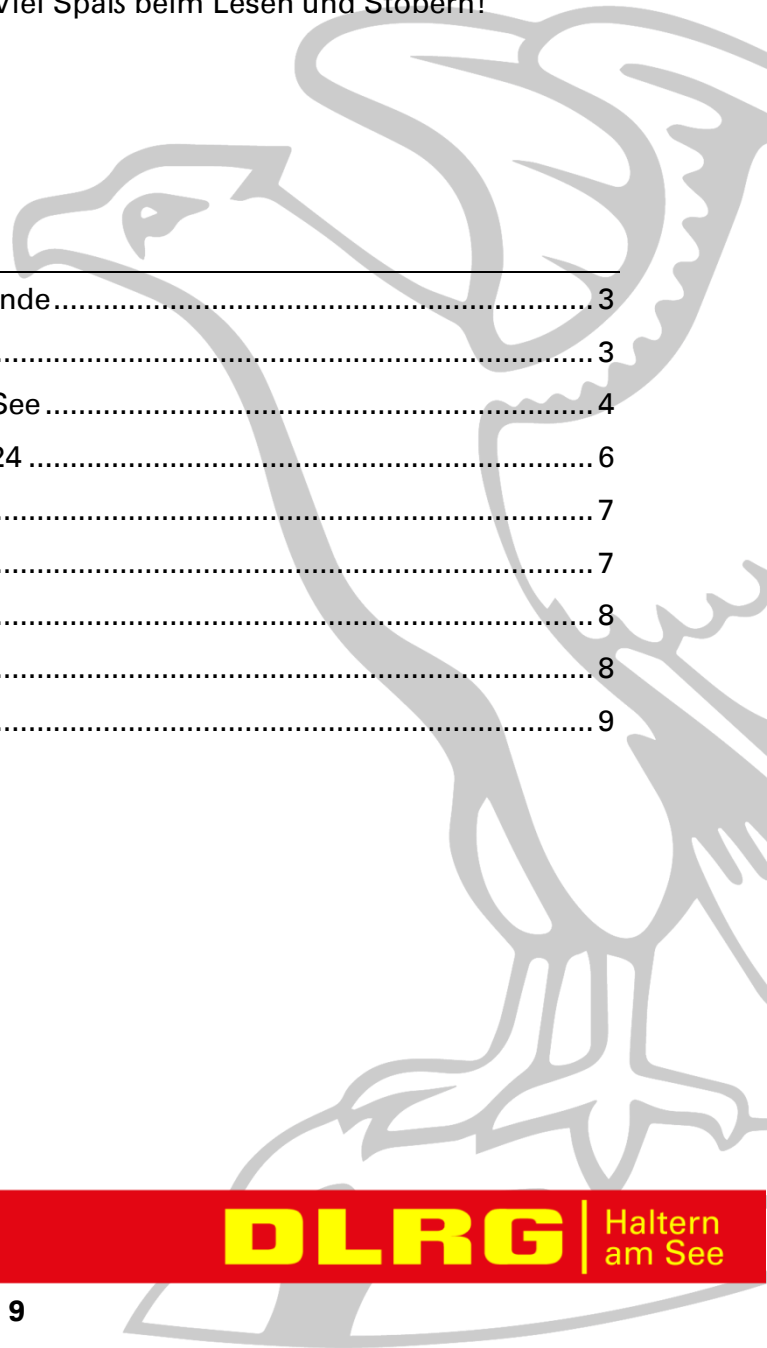 Viel Spaß beim Lesen und Stöbern!
nde.................................................................. 3
......................................................................... 3
See................................................................... 4
24 .................................................................... 6
......................................................................... 7
......................................................................... 7
......................................................................... 8
......................................................................... 8
......................................................................... 9
DLRG Haltern
am See
9